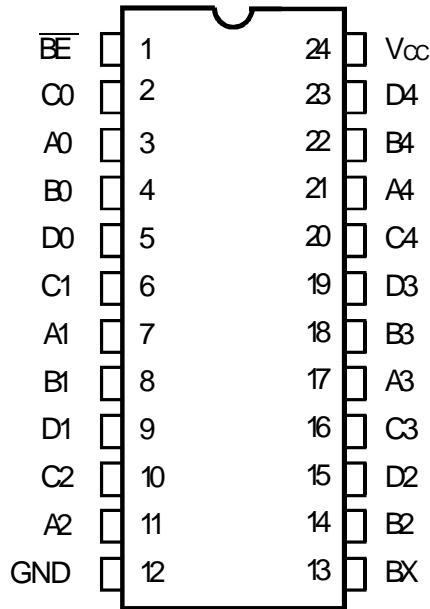 B̅E̅ 1 24 Vcc
C0 2 23 D4
A0 3 22 B4
B0 4 21 A4
D0 5 20 C4
C1 6 19 D3
A1 7 18 B3
B1 8 17 A3
D1 9 16 C3
C2 10 15 D2
A2 11 14 B2
GND 12 13 BX